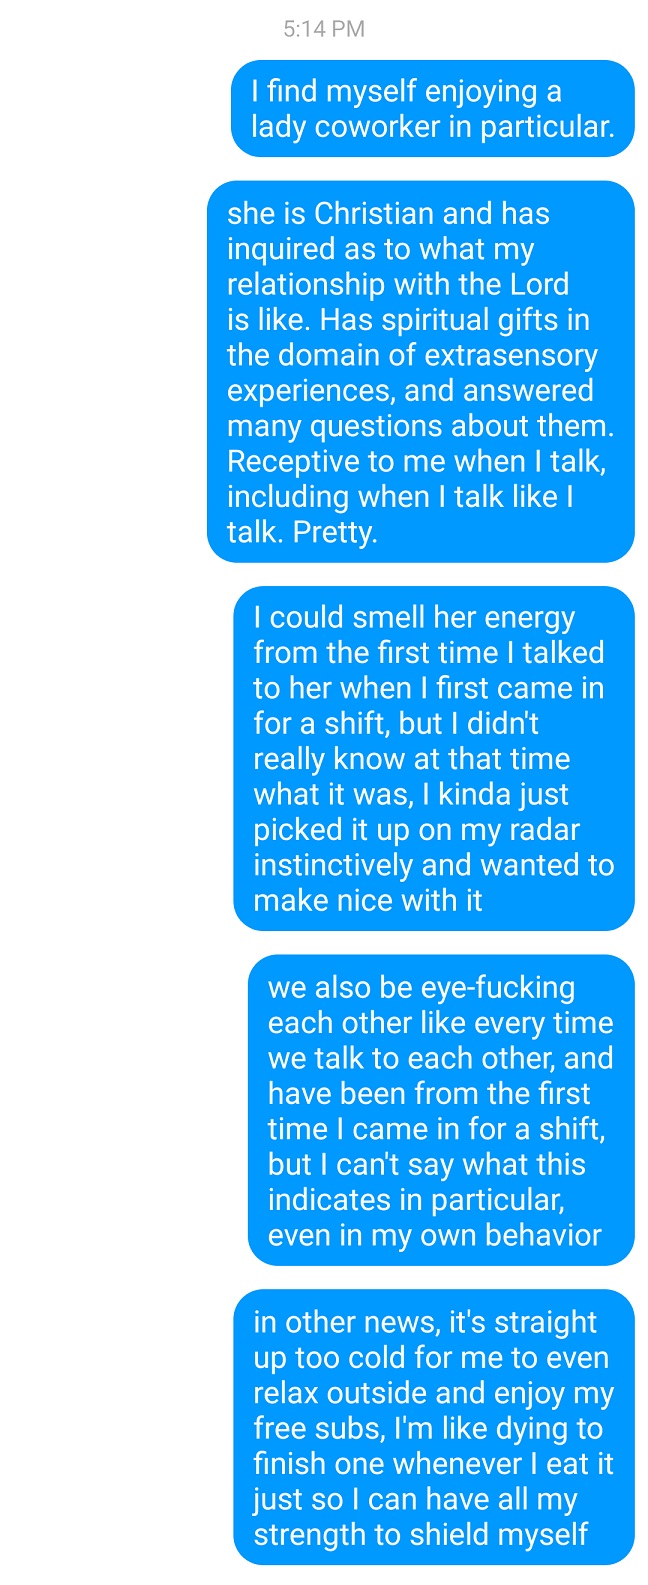 5:14 PM
I find myself enjoying a
lady coworker in particular.
she is Christian and has
inquired as to what my
relationship with the Lord
is like. Has spiritual gifts in
the domain of extrasensory
experiences, and answered
many questions about them.
Receptive to me when I talk,
including when I talk like I
talk. Pretty.
I could smell her energy
from the first time I talked
to her when I first came in
for a shift, but I didn't
really know at that time
what it was, I kinda just
picked it up on my radar
instinctively and wanted to
make nice with it
we also be eye-fucking
each other like every time
we talk to each other, and
have been from the first
time I came in for a shift,
but I can't say what this
indicates in particular,
even in my own behavior
in other news, it's straight
up too cold for me to even
relax outside and enjoy my
free subs, I'm like dying to
finish one whenever I eat it
just so I can have all my
strength to shield myself